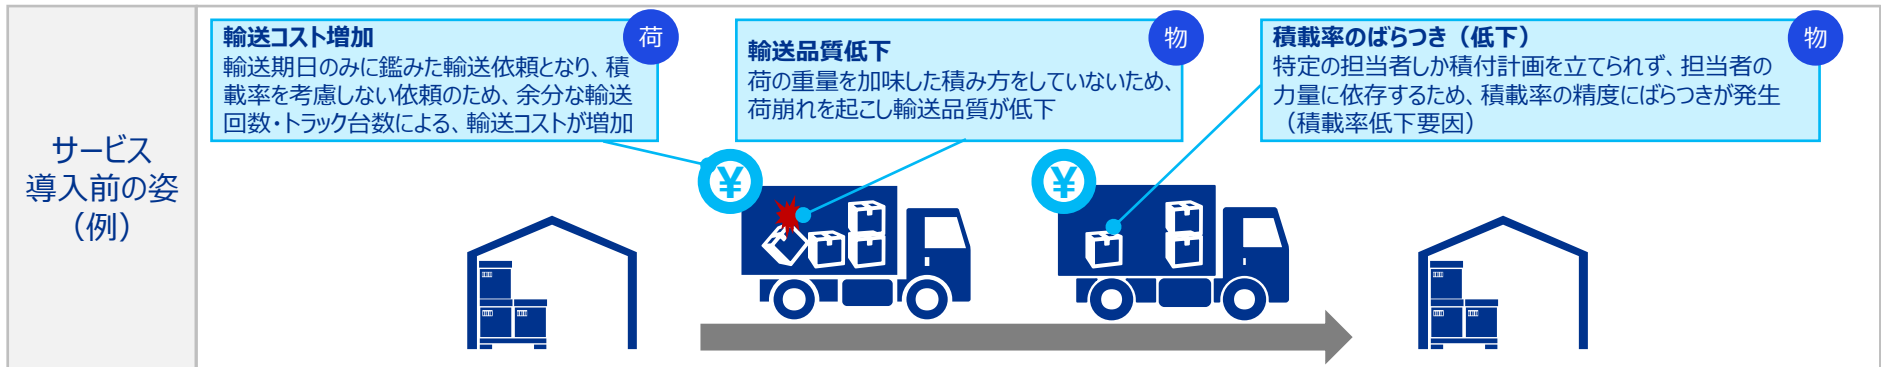 サービス
導入前の姿
（例）
輸送コスト増加
荷
輸送期日のみに鑑みた輸送依頼となり、積
載率を考慮しない依頼のため、余分な輸送
回数・トラック台数による、輸送コストが増加
輸送品質低下
物
荷の重量を加味した積み方をしていないため、
荷崩れを起こし輸送品質が低下
積載率のばらつき（低下）
物
特定の担当者しか積付計画を立てられず、担当者の
力量に依存するため、積載率の精度にばらつきが発生
（積載率低下要因）
¥
¥